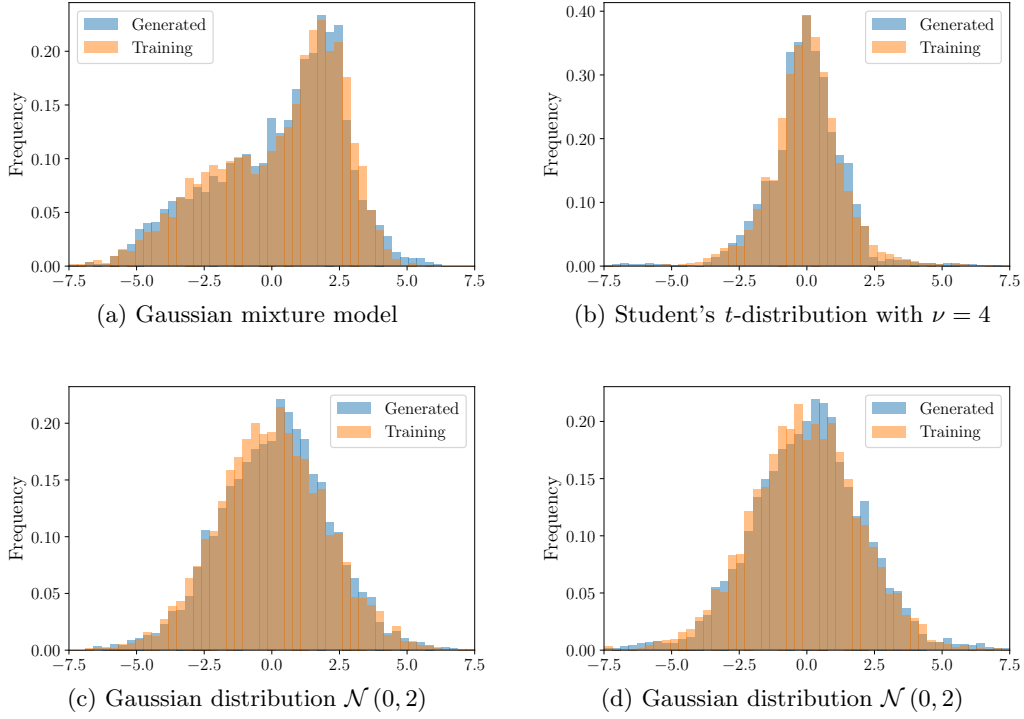 Generated
Training
Frequency
0.20
0.15
0.10
0.05
0.00
−7.5 −5.0 −2.5 0.0 2.5 5.0 7.5
(a) Gaussian mixture model
Generated
Training
Frequency
0.40
0.30
0.20
0.10
0.00
−7.5 −5.0 −2.5 0.0 2.5 5.0 7.5
(b) Student's t-distribution with ν = 4
Generated
Training
Frequency
0.20
0.15
0.10
0.05
0.00
−7.5 −5.0 −2.5 0.0 2.5 5.0 7.5
(c) Gaussian distribution 𝒩 (0, 2)
Generated
Training
Frequency
0.20
0.15
0.10
0.05
0.00
−7.5 −5.0 −2.5 0.0 2.5 5.0 7.5
(d) Gaussian distribution 𝒩 (0, 2)